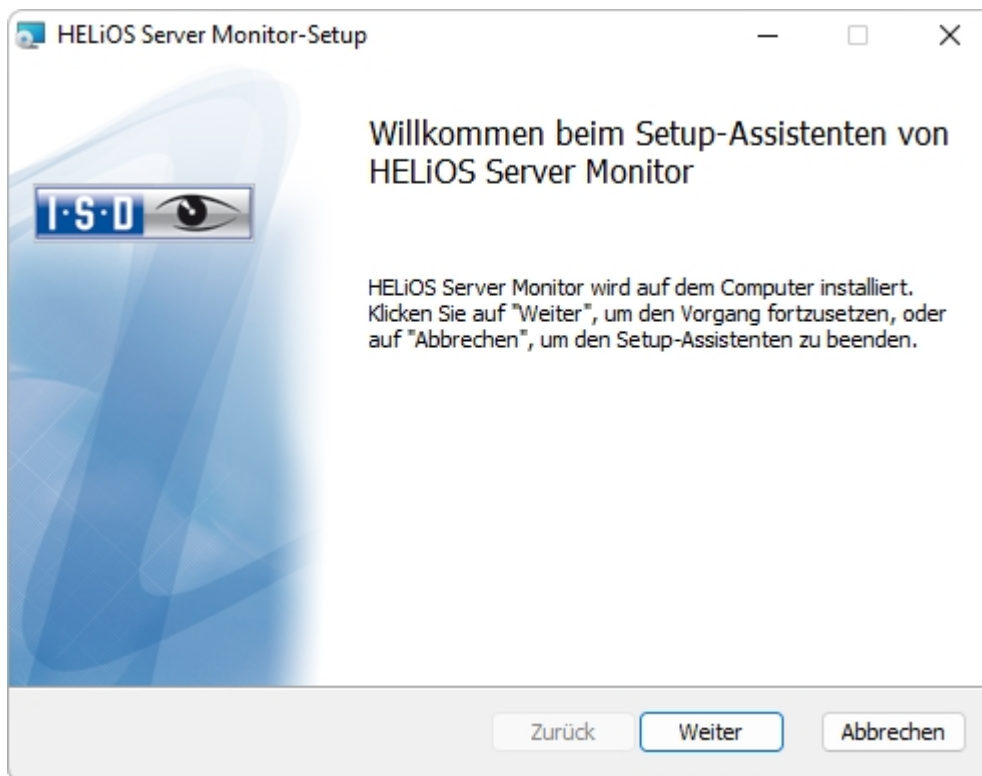 HELiOS Server Monitor-Setup
Willkommen beim Setup-Assistenten von
HELiOS Server Monitor
I·S·D
HELiOS Server Monitor wird auf dem Computer installiert.
Klicken Sie auf "Weiter", um den Vorgang fortzusetzen, oder
auf "Abbrechen", um den Setup-Assistenten zu beenden.
Zurück Weiter Abbrechen